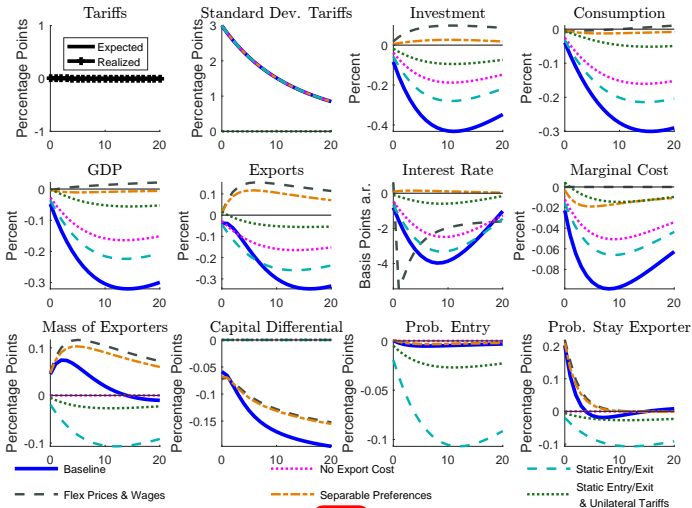 Tariffs
Standard Dev. Tariffs
Investment
Consumption
Percentage Points
1
0
-1
Expected
Realized
0 10 20
Percentage Points
3
2
1
0
0 10 20
Percent
0
-0.2
-0.4
0 10 20
Percent
0
-0.1
-0.2
-0.3
0 10 20
GDP
Exports
Interest Rate
Marginal Cost
Percent
0
-0.1
-0.2
-0.3
0 10 20
Percent
0.1
0
-0.1
-0.2
-0.3
0 10 20
Basis Points a.r.
0
-2
-4
0 10 20
Percent
0
-0.02
-0.04
-0.06
-0.08
0 10 20
Mass of Exporters
Capital Differential
Prob. Entry
Prob. Stay Exporter
Percentage Points
0.1
0
-0.1
0 10 20
Percentage Points
0
-0.05
-0.1
-0.15
0 10 20
Percentage Points
0
-0.05
-0.1
0 10 20
Percentage Points
0.2
0.1
0
-0.1
0 10 20
Baseline
No Export Cost
Static Entry/Exit
Flex Prices & Wages
Separable Preferences
Static Entry/Exit
& Unilateral Tariffs